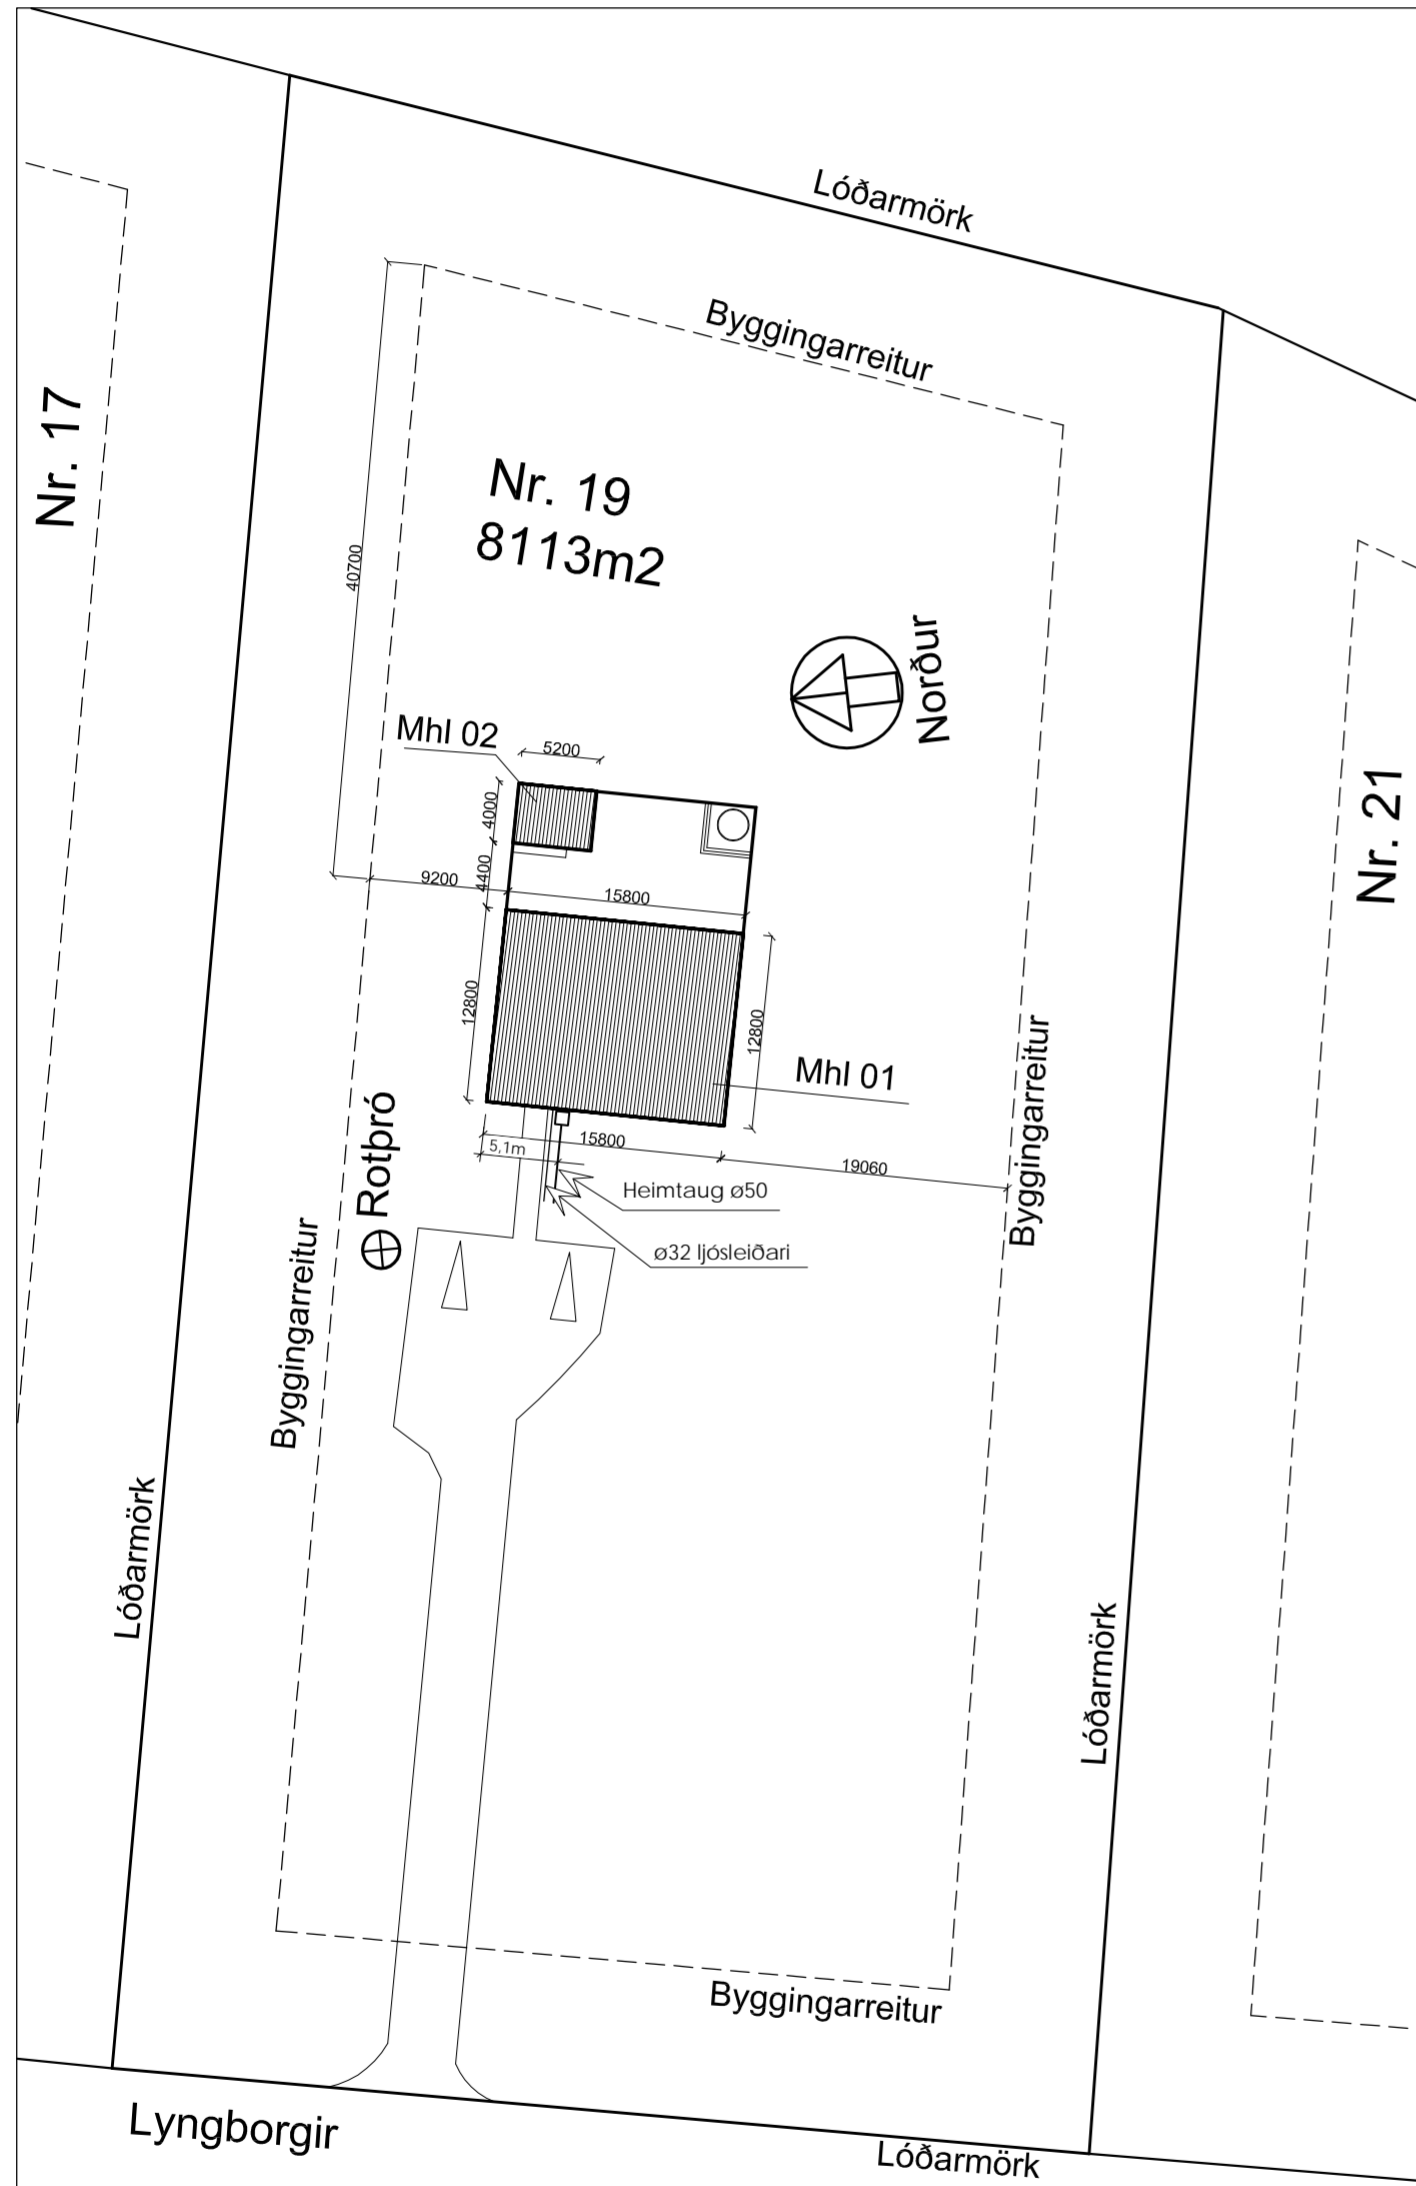 Lóðarmörk
Byggingarreitur
Nr. 17
Nr. 19
8113m2
40700
Norður
Mhl 02
5200
4000
4400
9200
15800
Nr. 21
12800
12800
Mhl 01
Rotþró
15800
5,1m
19060
Heimtaug ø50
ø32 ljósleiðari
Byggingarreitur
Byggingarreitur
Lóðarmörk
Lóðarmörk
Byggingarreitur
Lyngborgir
Lóðarmörk